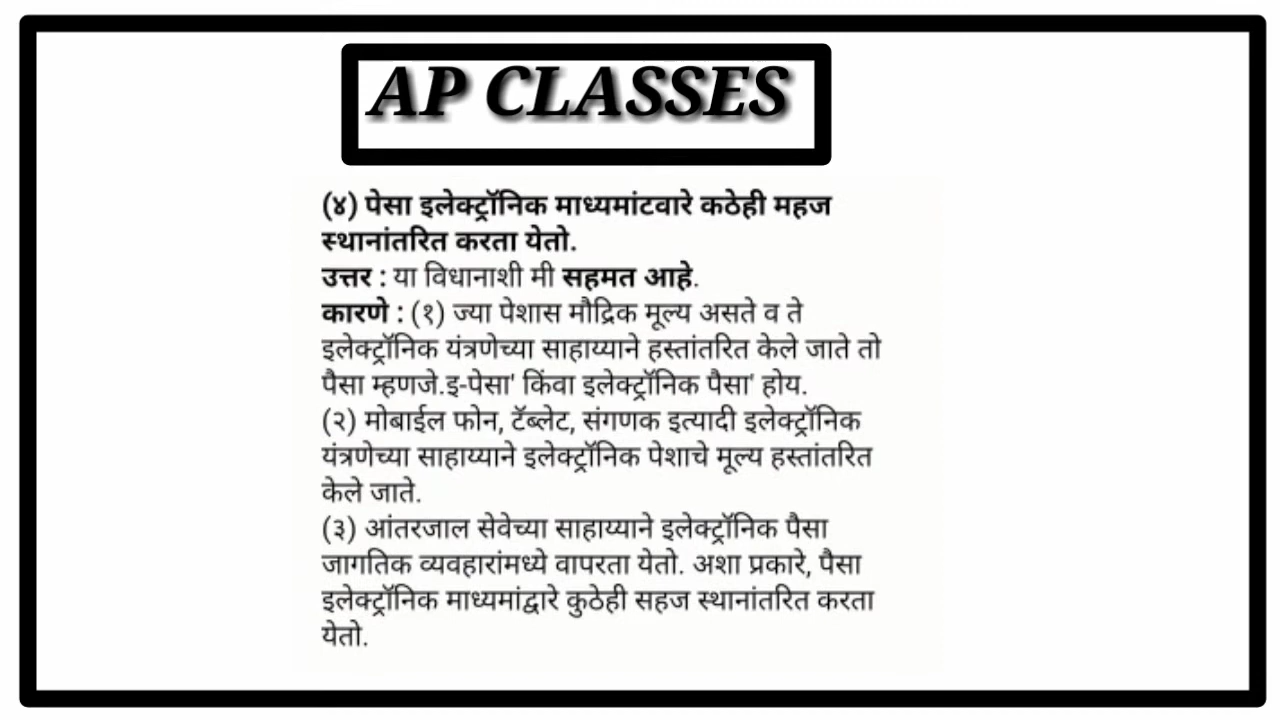 AP CLASSES
(४) पेसा इलेक्ट्रॉनिक माध्यमांटवारे कठेही महज
स्थानांतरित करता येतो.
उत्तर : या विधानाशी मी सहमत आहे.
कारणे : (१) ज्या पेशास मौद्रिक मूल्य असते व ते
इलेक्ट्रॉनिक यंत्रणेच्या साहाय्याने हस्तांतरित केले जाते तो
पैसा म्हणजे.इ-पेसा' किंवा इलेक्ट्रॉनिक पैसा' होय.
(२) मोबाईल फोन, टॅब्लेट, संगणक इत्यादी इलेक्ट्रॉनिक
यंत्रणेच्या साहाय्याने इलेक्ट्रॉनिक पेशाचे मूल्य हस्तांतरित
केले जाते.
(३) आंतरजाल सेवेच्या साहाय्याने इलेक्ट्रॉनिक पैसा
जागतिक व्यवहारांमध्ये वापरता येतो. अशा प्रकारे, पैसा
इलेक्ट्रॉनिक माध्यमांद्वारे कुठेही सहज स्थानांतरित करता
येतो.